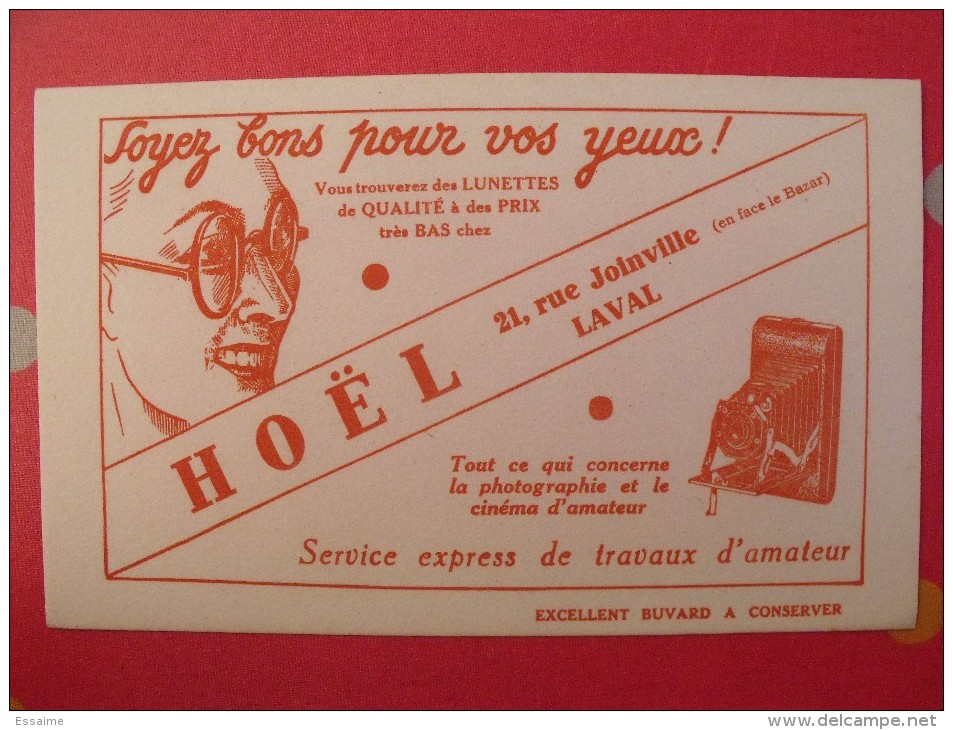 Soyez bons pour vos yeux !
Vous trouverez des LUNETTES
de QUALITÉ à des PRIX
très BAS chez
HOËL
21, rue Joinville (en face le Bazar)
LAVAL
Tout ce qui concerne
la photographie et le
cinéma d'amateur
Service express de travaux d'amateur
EXCELLENT BUVARD A CONSERVER
Essaime
www.delcampe.net